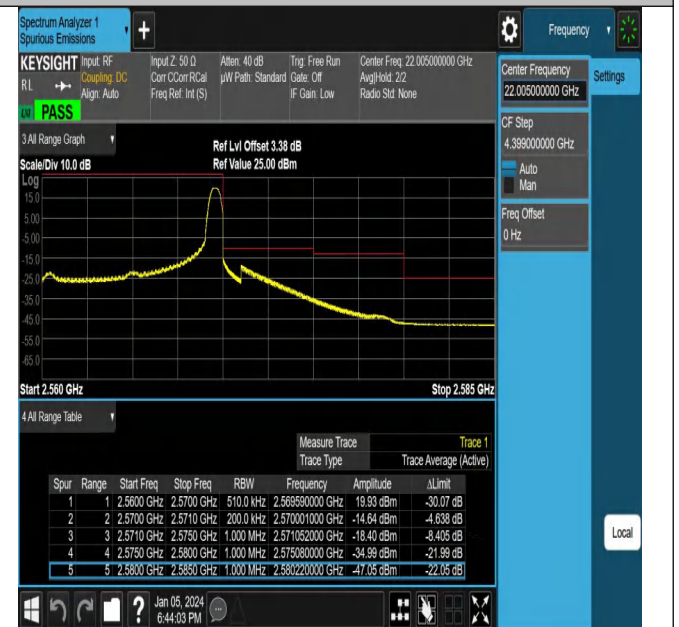 Spectrum Analyzer 1
Spurious Emissions
Frequency
KEYSIGHT
RL
Input: RF
Coupling: DC
Align: Auto
Input Z: 50 Ω
Corr CCorr RCal
Freq Ref: Int (S)
Atten: 40 dB
µW Path: Standard
Trig: Free Run
Gate: Off
IF Gain: Low
Center Freq: 22.005000000 GHz
Avg|Hold: 2/2
Radio Std: None
PASS
Center Frequency
22.005000000 GHz
Settings
CF Step
4.399000000 GHz
Auto
Man
Freq Offset
0 Hz
3 All Range Graph
Scale/Div 10.0 dB
Ref Lvl Offset 3.38 dB
Ref Value 25.00 dBm
Log
15.0
5.00
-5.00
-15.0
-25.0
-35.0
-45.0
-55.0
-65.0
Start 2.560 GHz
Stop 2.585 GHz
4 All Range Table
Measure Trace Trace 1
Trace Type Trace Average (Active)
Spur Range Start Freq Stop Freq RBW Frequency Amplitude ∆Limit
1 1 2.5600 GHz 2.5700 GHz 510.0 kHz 2.569590000 GHz 19.93 dBm -30.07 dB
2 2 2.5700 GHz 2.5710 GHz 200.0 kHz 2.570001000 GHz -14.64 dBm -4.638 dB
3 3 2.5710 GHz 2.5750 GHz 1.000 MHz 2.571052000 GHz -18.40 dBm -8.405 dB
4 4 2.5750 GHz 2.5800 GHz 1.000 MHz 2.575080000 GHz -34.99 dBm -21.99 dB
5 5 2.5800 GHz 2.5850 GHz 1.000 MHz 2.580220000 GHz -47.05 dBm -22.05 dB
Local
Jan 05, 2024
6:44:03 PM